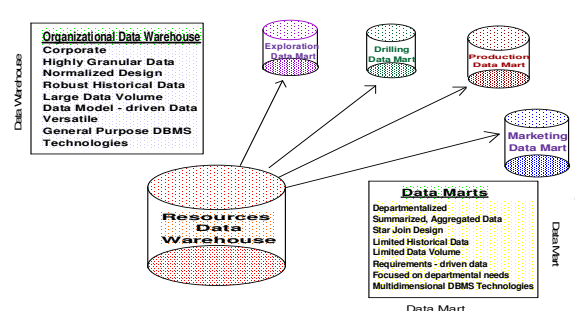 Data Warehouse
Organizational Data Warehouse
Corporate
Highly Granular Data
Normalized Design
Robust Historical Data
Large Data Volume
Data Model - driven Data
Versatile
General Purpose DBMS
Technologies
Exploration
Data Mart
Drilling
Data Mart
Production
Data Mart
Marketing
Data Mart
Resources
Data
Warehouse
Data Marts
Departmentalized
Summarized, Aggregated Data
Star Join Design
Limited Historical Data
Limited Data Volume
Requirements - driven data
Focused on departmental needs
Multidimensional DBMS Technologies
Data Mart
Data Mart